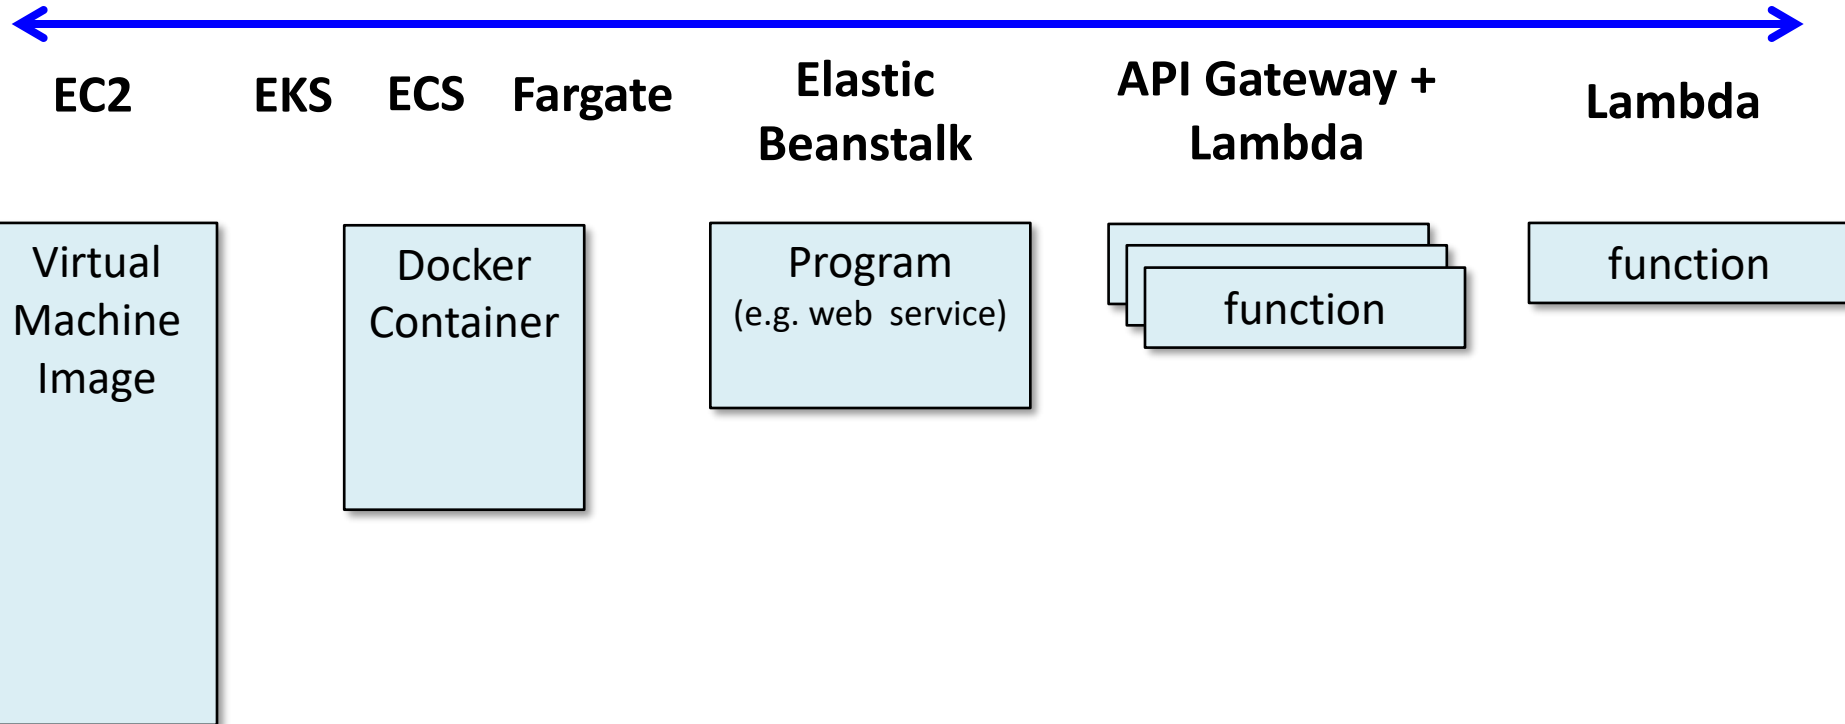 EC2
EKS
ECS
Fargate
Elastic
Beanstalk
API Gateway +
Lambda
Lambda
Virtual
Machine
Image
Docker
Container
Program
(e.g. web service)
function
function